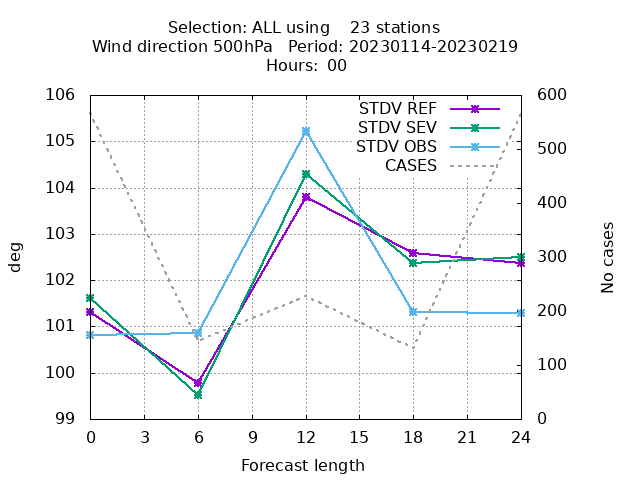 Selection: ALL using    23 stations
Wind direction 500hPa   Period: 20230114-20230219
Hours: 00
106
105
104
103
102
101
100
99
600
500
400
300
200
100
0
STDV REF
STDV SEV
STDV OBS
CASES
deg
No cases
0 3 6 9 12 15 18 21 24
Forecast length